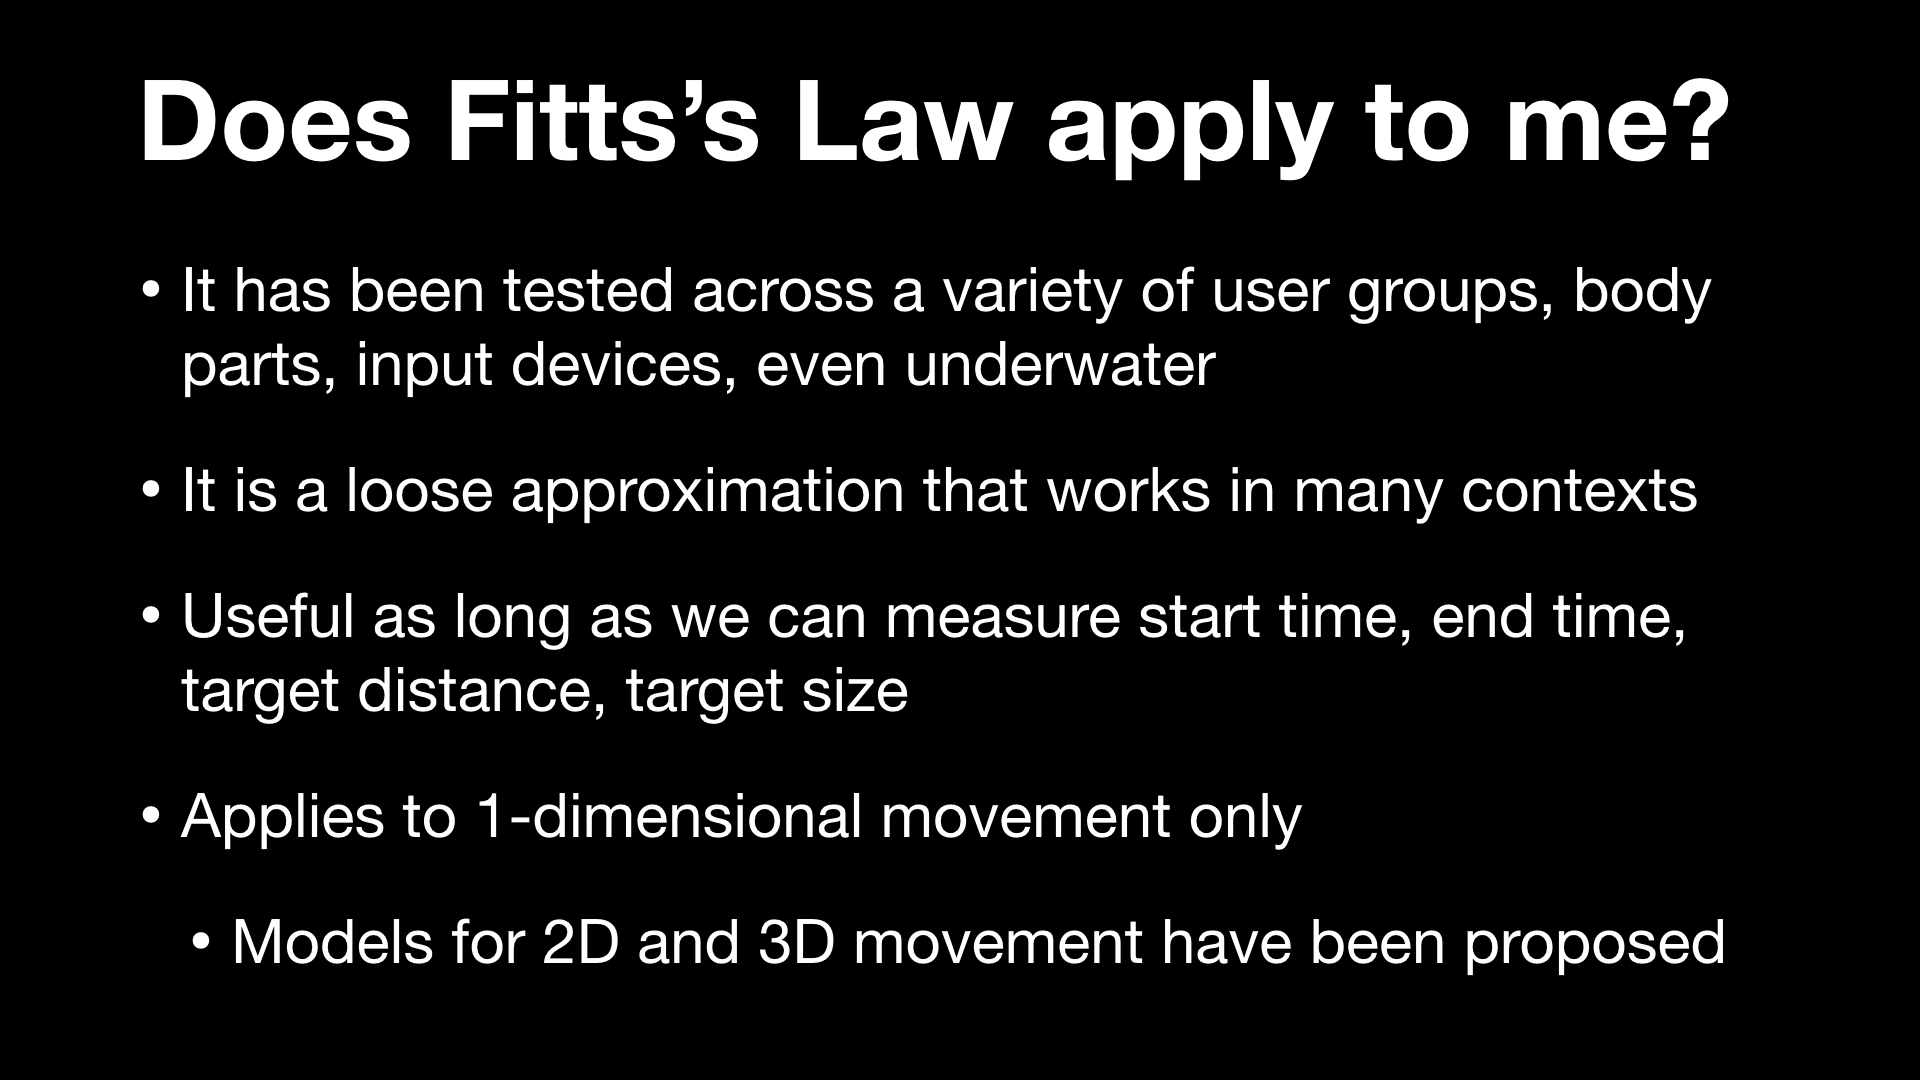 Does Fitts’s Law apply to me?
• It has been tested across a variety of user groups, body
parts, input devices, even underwater
• It is a loose approximation that works in many contexts
• Useful as long as we can measure start time, end time,
target distance, target size
• Applies to 1-dimensional movement only
• Models for 2D and 3D movement have been proposed